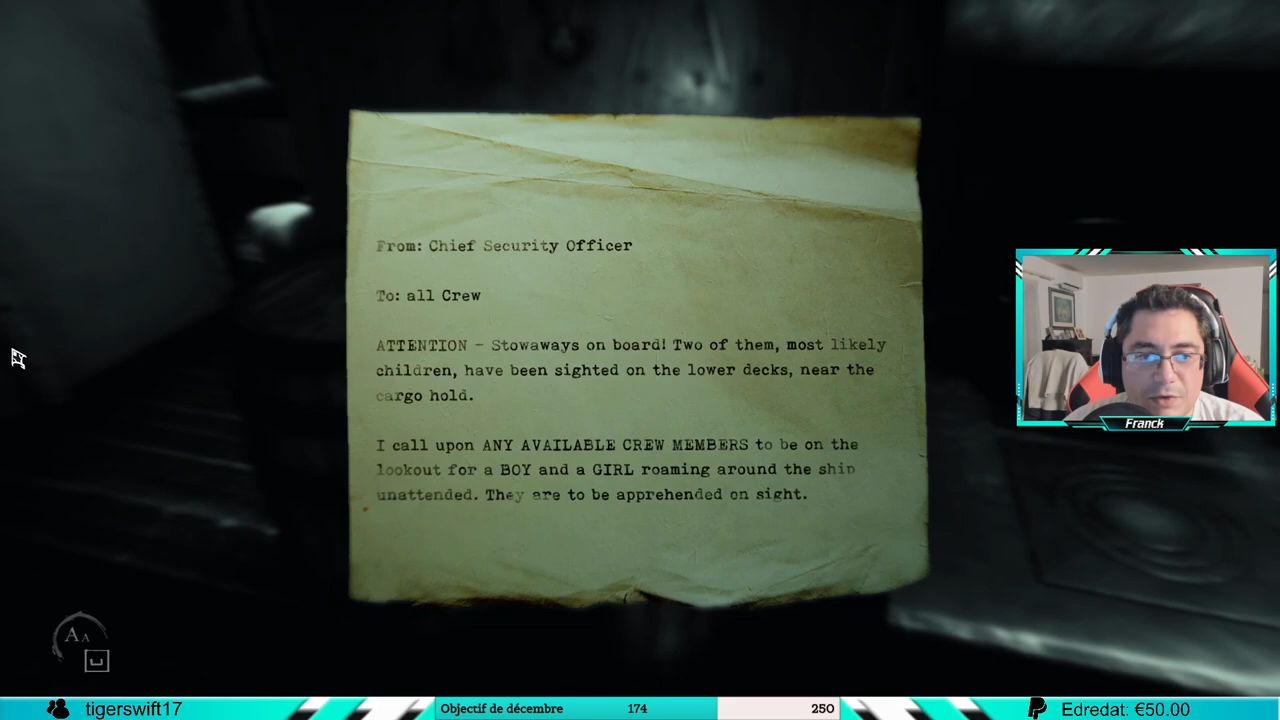 From: Chief Security Officer
To: all Crew
ATTENTION - Stowaways on board! Two of them, most likely
children, have been sighted on the lower decks, near the
cargo hold.
I call upon ANY AVAILABLE CREW MEMBERS to be on the
lookout for a BOY and a GIRL roaming around the ship
unattended. They are to be apprehended on sight.
Franck
AA
tigerswift17
Objectif de décembre 174 250
Edredat: €50.00